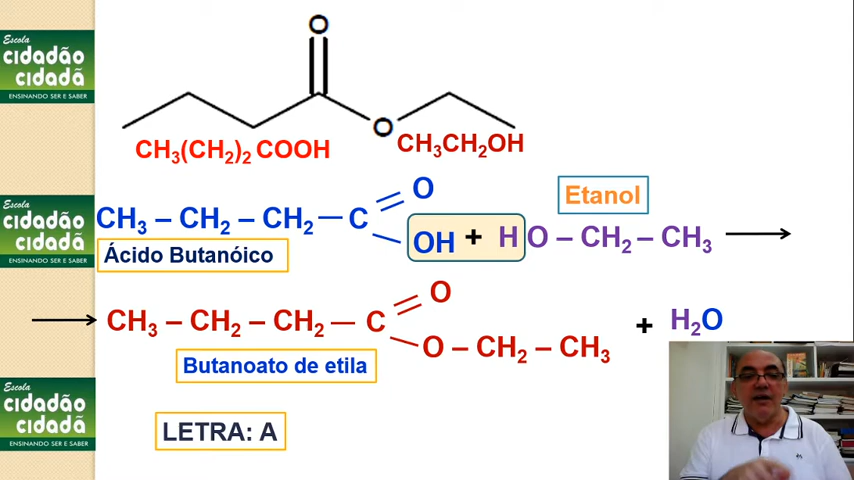 Escola
cidadão
cidadã
ENSINANDO SER E SABER
O
O
CH₃(CH₂)₂ COOH
CH₃CH₂OH
Escola
cidadão
cidadã
ENSINANDO SER E SABER
Etanol
O
CH₃ – CH₂ – CH₂ – C
OH + HO – CH₂ – CH₃
Ácido Butanóico
O
CH₃ – CH₂ – CH₂ – C
O – CH₂ – CH₃
+ H₂O
Butanoato de etila
Escola
cidadão
cidadã
ENSINANDO SER E SABER
LETRA: A